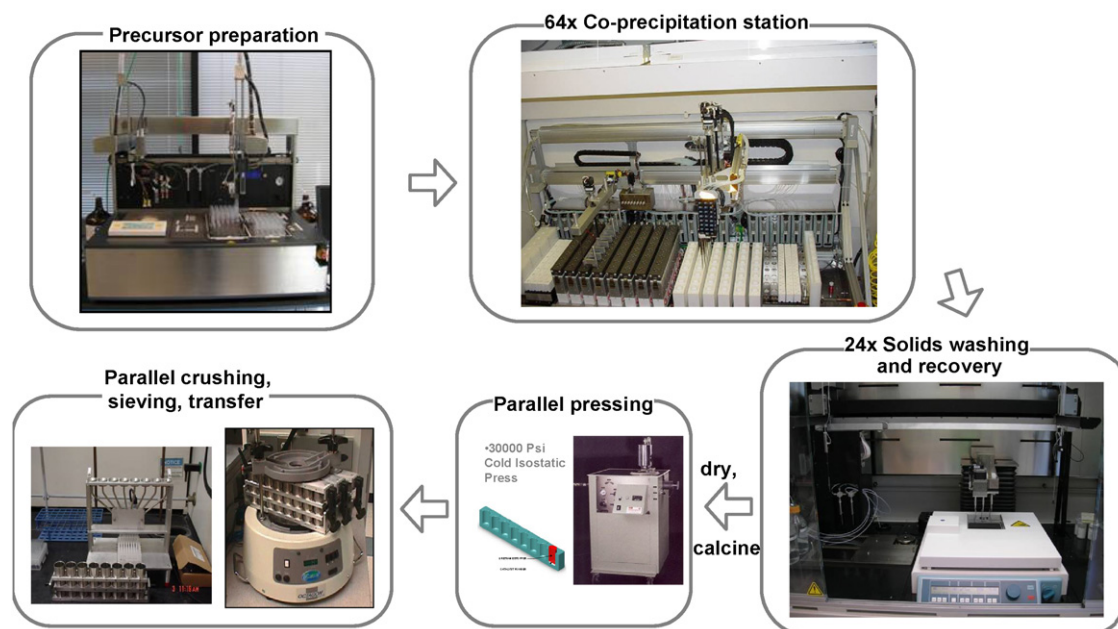 Precursor preparation
64x Co-precipitation station
24x Solids washing
and recovery
dry,
calcine
Parallel pressing
•30000 Psi
Cold Isostatic
Press
Parallel crushing,
sieving, transfer